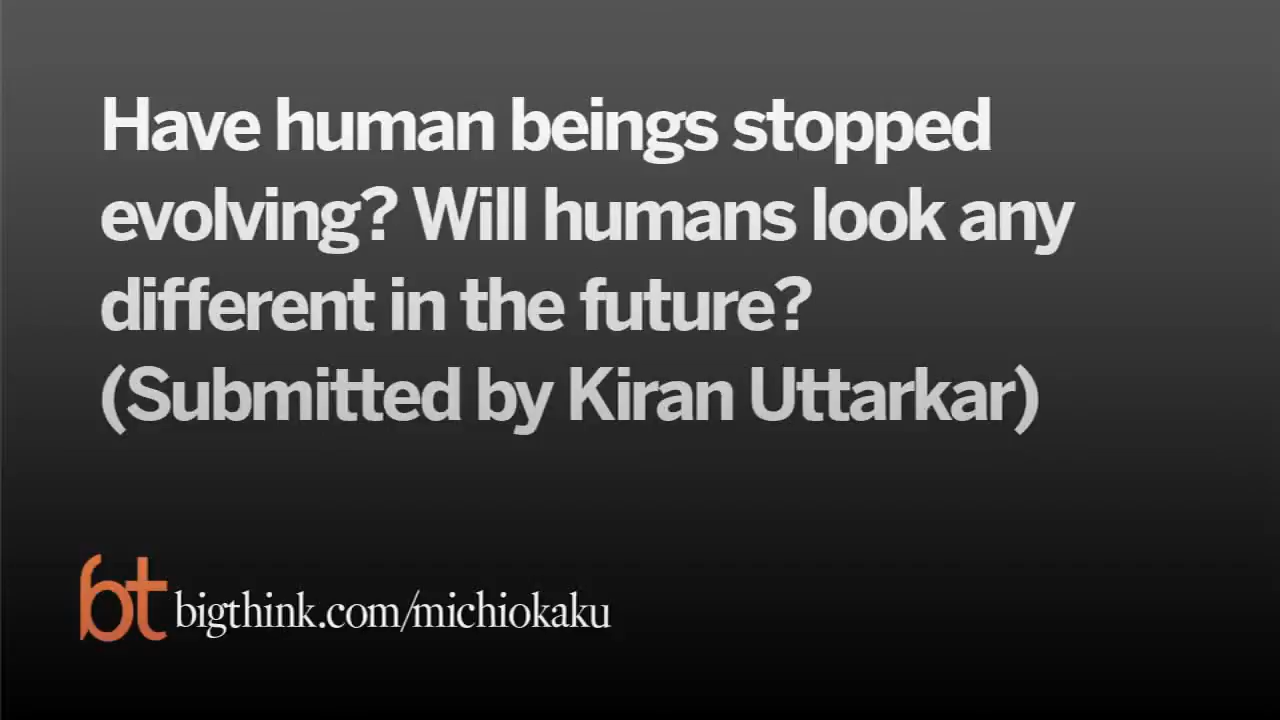 Have human beings stopped
evolving? Will humans look any
different in the future?
(Submitted by Kiran Uttarkar)
bt bigthink.com/michiokaku